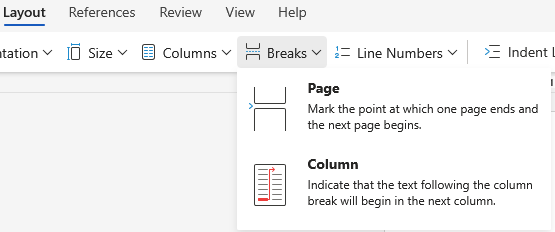 Layout References Review View Help
ntation Size Columns Breaks Line Numbers Indent L
Page
Mark the point at which one page ends and
the next page begins.
Column
Indicate that the text following the column
break will begin in the next column.